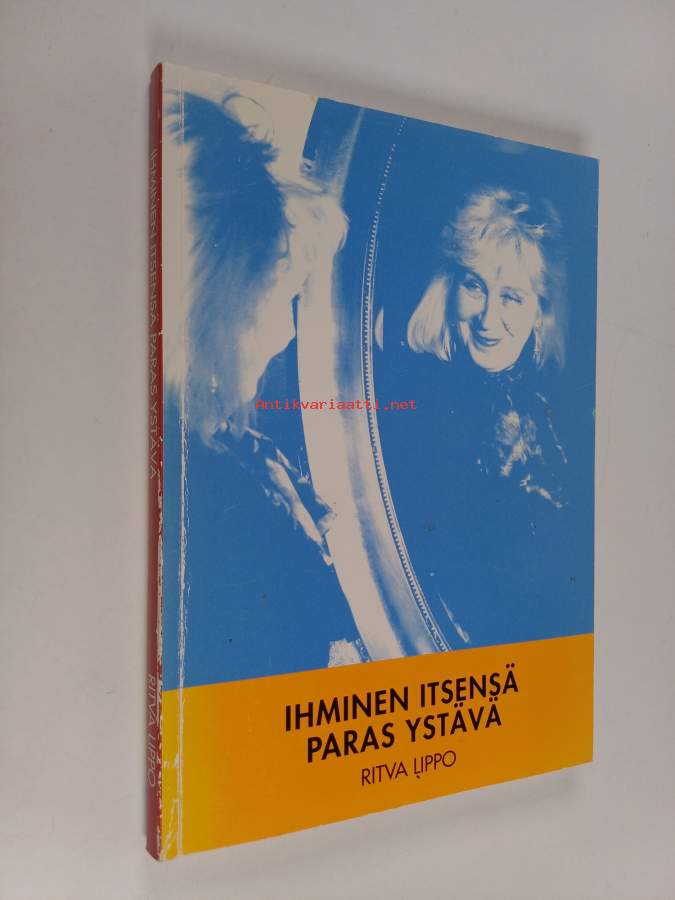 IHMINEN ITSENSÄ PARAS YSTÄVÄ
RITVA LIPPO
Antikvariaatti.net
IHMINEN ITSENSÄ
PARAS YSTÄVÄ
RITVA LIPPO